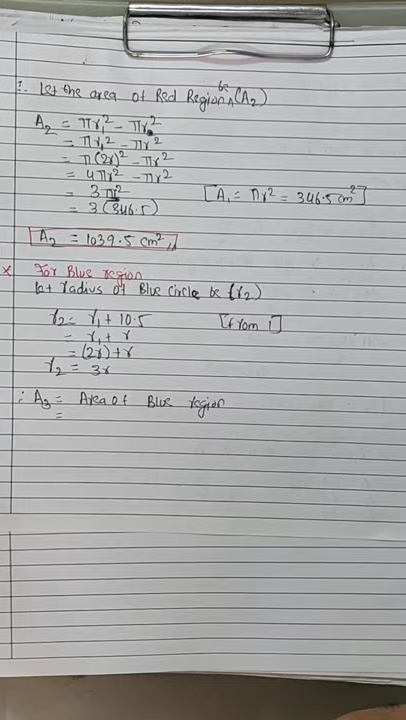 ∴ Let the area of Red Region be (A₂)
A₂ = πr₁² - πr²
= πr₁² - πr²
= π(2r)² - πr²
= 4πr² - πr²
= 3πr² [A₁ = πr² = 346.5 cm²]
= 3(346.5)
A₂ = 1039.5 cm²,,
x For Blue region
let radius of Blue circle be (r₂)
r₂ = r₁ + 10.5 [from 1]
= r₁ + r
= (2r) + r
r₂ = 3r
∴ A₃ = Area of Blue region
=